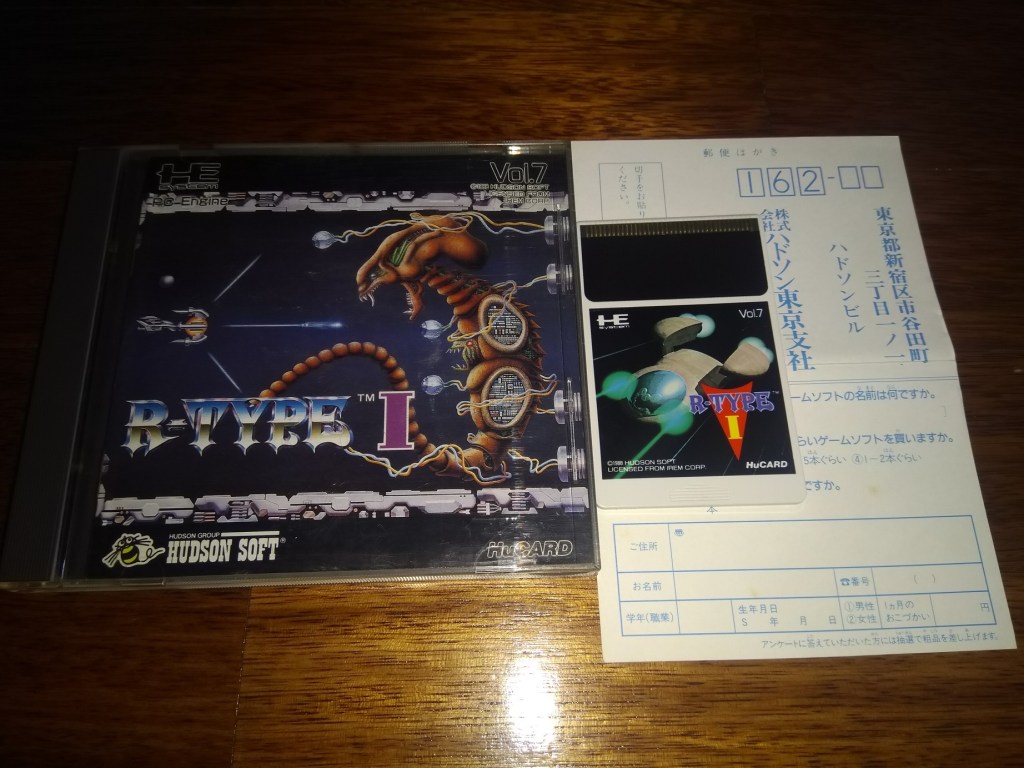 HE
SYSTEM
PC Engine
Vol.7
©1988 HUDSON SOFT
LICENSED FROM
IREM CORP.
R-TYPE™ I
HUDSON GROUP
HUDSON SOFT®
HuCARD
HE
SYSTEM
Vol.7
R-TYPE™
I
©1988 HUDSON SOFT
LICENSED FROM IREM CORP.
HuCARD
郵便はがき
切手をお貼り
ください。
162-
東京都新宿区市谷田町
三丁目一ノ一
ハドソンビル
株式会社ハドソン東京支社
ームソフトの名前は何ですか。
らいゲームソフトを買いますか。
5本ぐらい ④1~2本ぐらい
ですか。
本
ご住所
〒
お名前
☎番号
( )
学年(職業)
生年月日
S 年 月 日
①男性
②女性
1ヵ月の
おこづかい
円
アンケートに答えていただいた方には抽選で粗品を差し上げます。